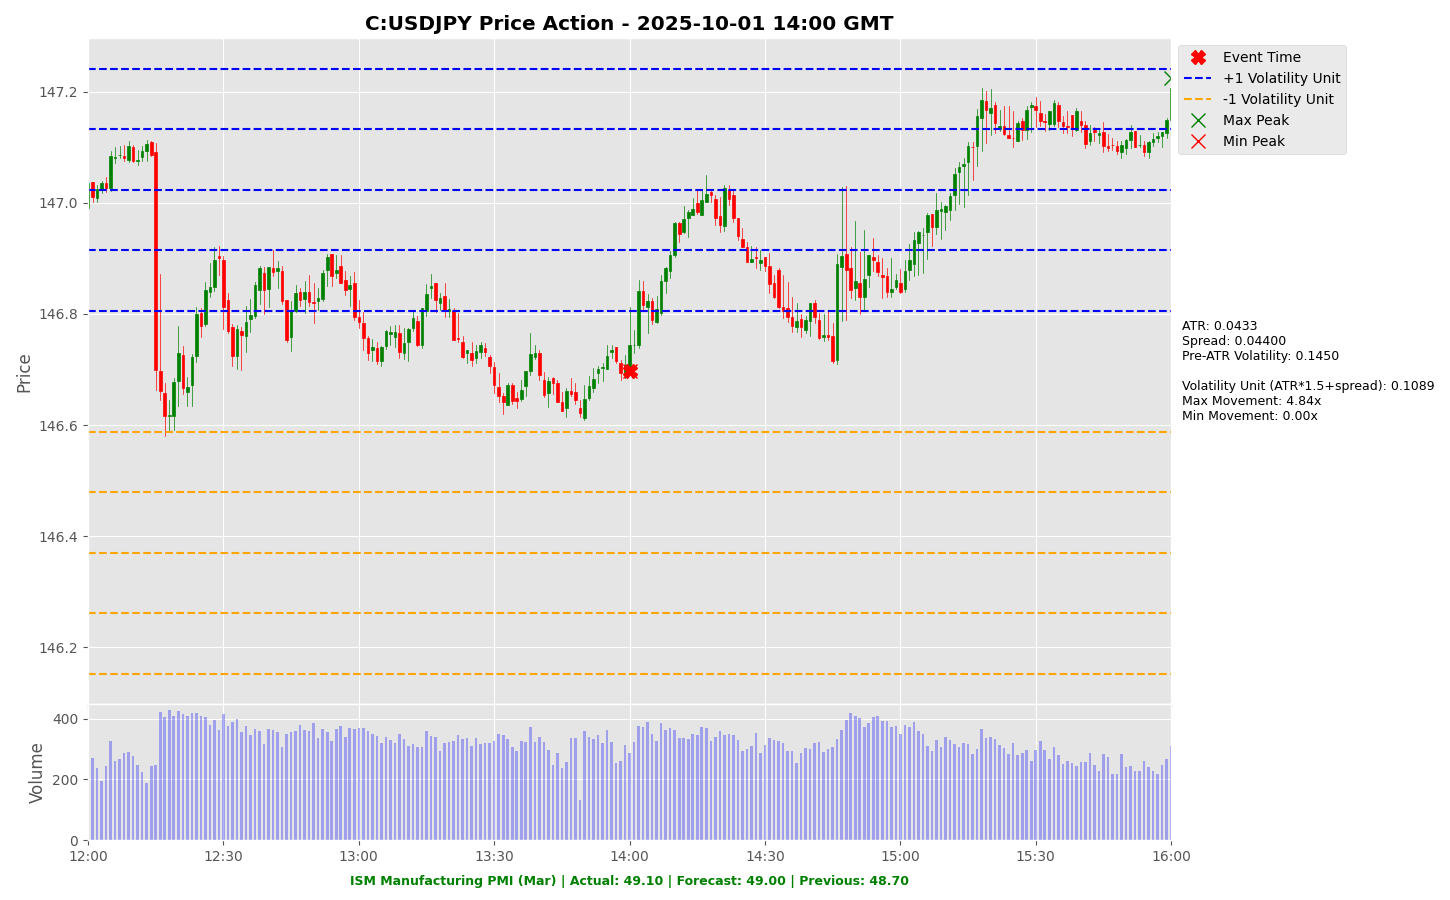 C:USDJPY Price Action - 2025-10-01 14:00 GMT
Event Time
+1 Volatility Unit
-1 Volatility Unit
Max Peak
Min Peak
147.2
147.0
146.8
146.6
146.4
146.2
Price
ATR: 0.0433
Spread: 0.04400
Pre-ATR Volatility: 0.1450
Volatility Unit (ATR*1.5+spread): 0.1089
Max Movement: 4.84x
Min Movement: 0.00x
400
200
0
Volume
12:00 12:30 13:00 13:30 14:00 14:30 15:00 15:30 16:00
ISM Manufacturing PMI (Mar) | Actual: 49.10 | Forecast: 49.00 | Previous: 48.70